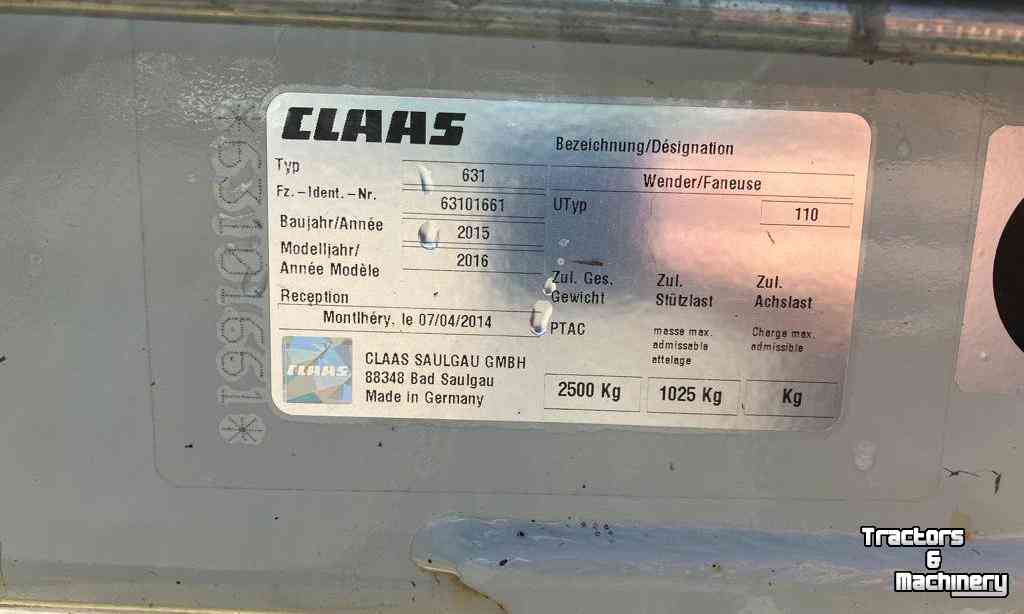 CLAAS
Bezeichnung/Désignation
Typ 631
Wender/Faneuse
Fz.-Ident.-Nr. 63101661
UTyp 110
Baujahr/Année 2015
Modelljahr/
Année Modèle 2016
Reception
Montlhéry, le 07/04/2014
Zul. Ges.
Gewicht
PTAC
2500 Kg
Zul.
Stützlast
masse max.
admissable
attelage
1025 Kg
Zul.
Achslast
Charge max.
admissible
Kg
CLAAS
CLAAS SAULGAU GMBH
88348 Bad Saulgau
Made in Germany
*63101661*
Tractors
&
Machinery